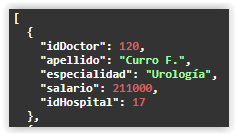 [
{
"idDoctor": 120,
"apellido": "Curro F.",
"especialidad": "Urología",
"salario": 211000,
"idHospital": 17
},
{